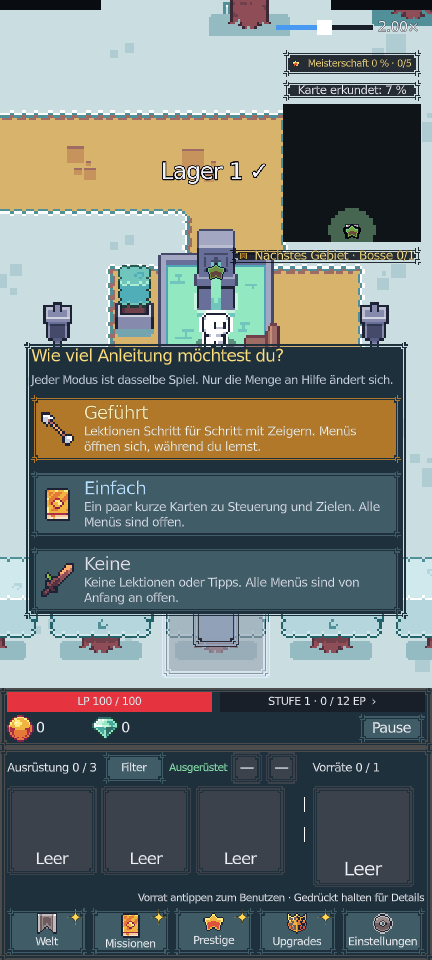 2.00×
Meisterschaft 0 % · 0/5
Karte erkundet: 7 %
Lager 1 ✓
Nächstes Gebiet · Bosse 0/1
Wie viel Anleitung möchtest du?
Jeder Modus ist dasselbe Spiel. Nur die Menge an Hilfe ändert sich.
Geführt
Lektionen Schritt für Schritt mit Zeigern. Menüs
öffnen sich, während du lernst.
Einfach
Ein paar kurze Karten zu Steuerung und Zielen. Alle
Menüs sind offen.
Keine
Keine Lektionen oder Tipps. Alle Menüs sind von
Anfang an offen.
LP 100 / 100
STUFE 1 · 0 / 12 EP ›
0
0
Pause
Ausrüstung 0 / 3
Filter
Ausgerüstet
—
—
Vorräte 0 / 1
Leer
Leer
Leer
Leer
Vorrat antippen zum Benutzen · Gedrückt halten für Details
Welt
Missionen
Prestige
Upgrades
Einstellungen